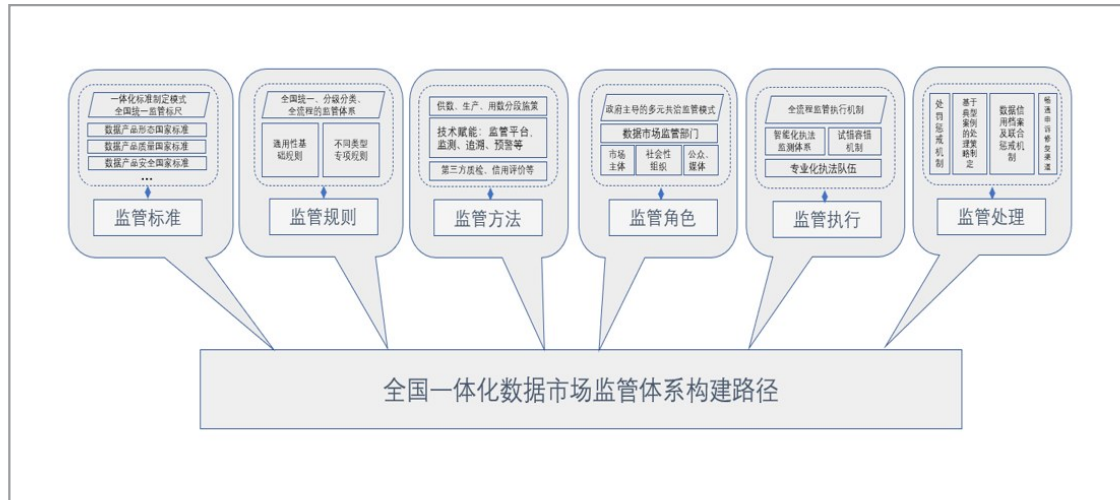 一体化标准制定模式
全国统一监管标尺
数据产品形态国家标准
数据产品质量国家标准
数据产品安全国家标准
...
监管标准
全国统一、分级分类、
全流程的监管体系
通用性基
础规则
不同类型
专项规则
监管规则
供数、生产、用数分段施策
技术赋能：监管平台、
监测、追溯、预警等
第三方质检、信用评价等
监管方法
政府主导的多元共治监管模式
数据市场监管部门
市场
主体
社会性
组织
公众、
媒体
监管角色
全流程监管执行机制
智能化执法
监测体系
试错容错
机制
专业化执法队伍
监管执行
处罚惩戒机制
基于
典型
案例
的处
理策
略制
定
数据信
用档案
及联合
惩戒机
制
畅通申诉修复渠道
监管处理
全国一体化数据市场监管体系构建路径